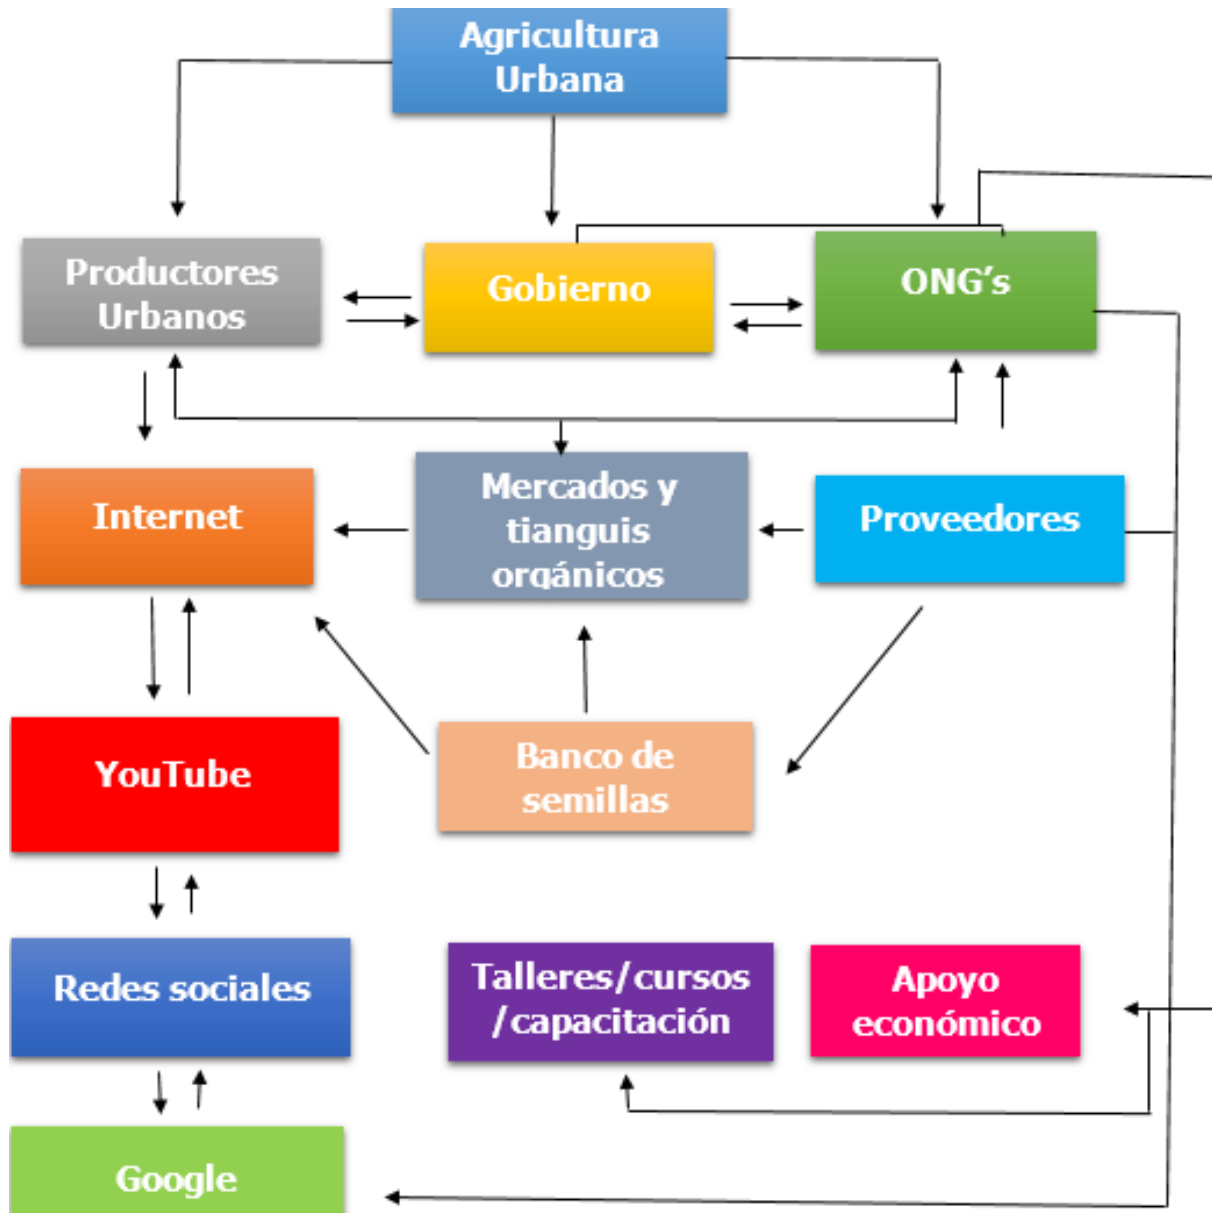 Agricultura
Urbana
Productores
Urbanos
Gobierno
ONG's
Internet
Mercados y
tianguis
orgánicos
Proveedores
YouTube
Banco de
semillas
Redes sociales
Talleres/cursos
/capacitación
Apoyo
económico
Google